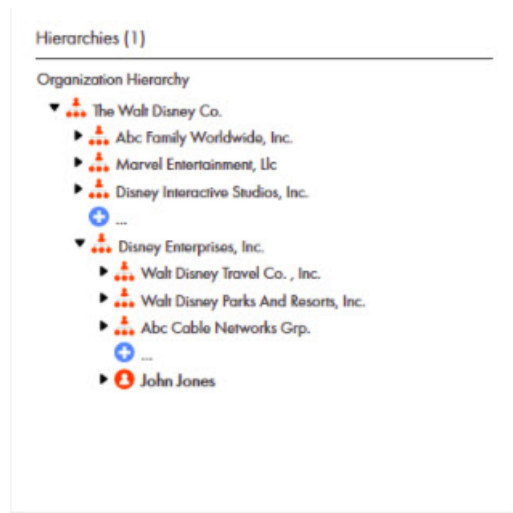 Hierarchies (1)
Organization Hierarchy
The Walt Disney Co.
Abc Family Worldwide, Inc.
Marvel Entertainment, Llc
Disney Interactive Studios, Inc.
...
Disney Enterprises, Inc.
Walt Disney Travel Co. , Inc.
Walt Disney Parks And Resorts, Inc.
Abc Cable Networks Grp.
...
John Jones